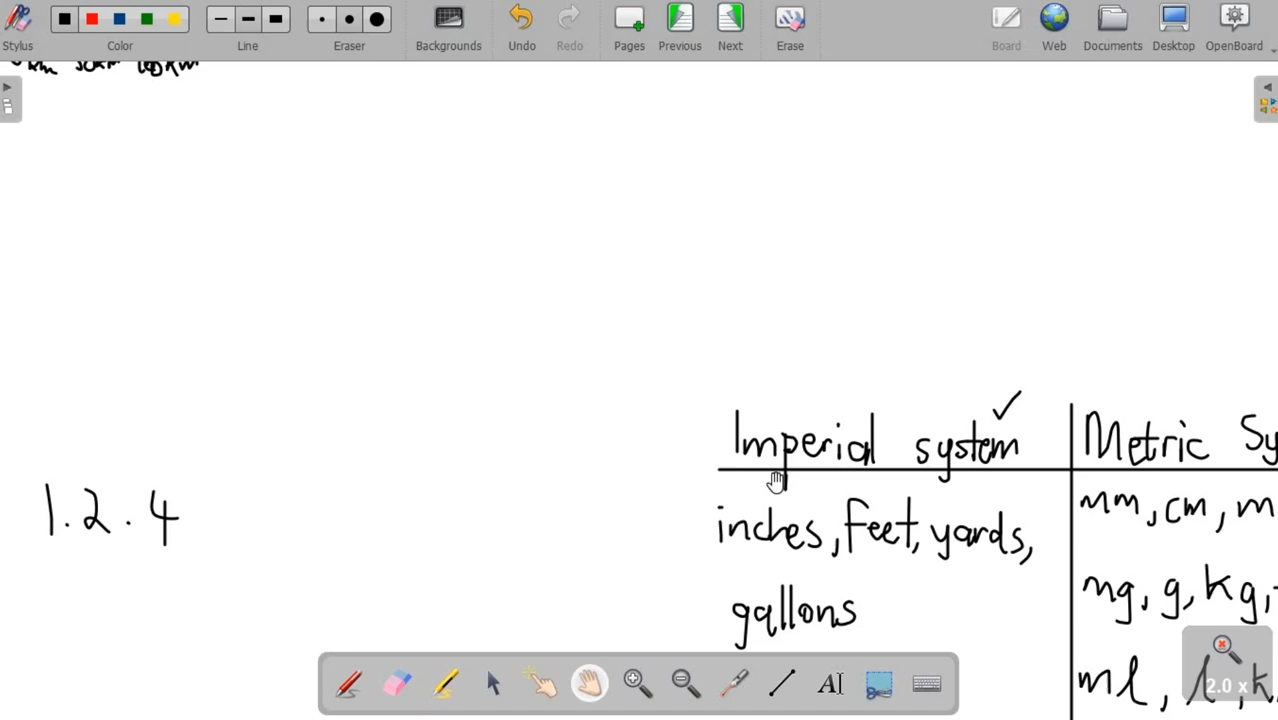 Stylus Color Line Eraser Backgrounds Undo Redo Pages Previous Next Erase Board Web Documents Desktop OpenBoard
Imperial system ✓ Metric Sy
1.2.4
inches, feet, yards, mm, cm, m
gallons mg, g, kg,
ml, l, k
2.0 x